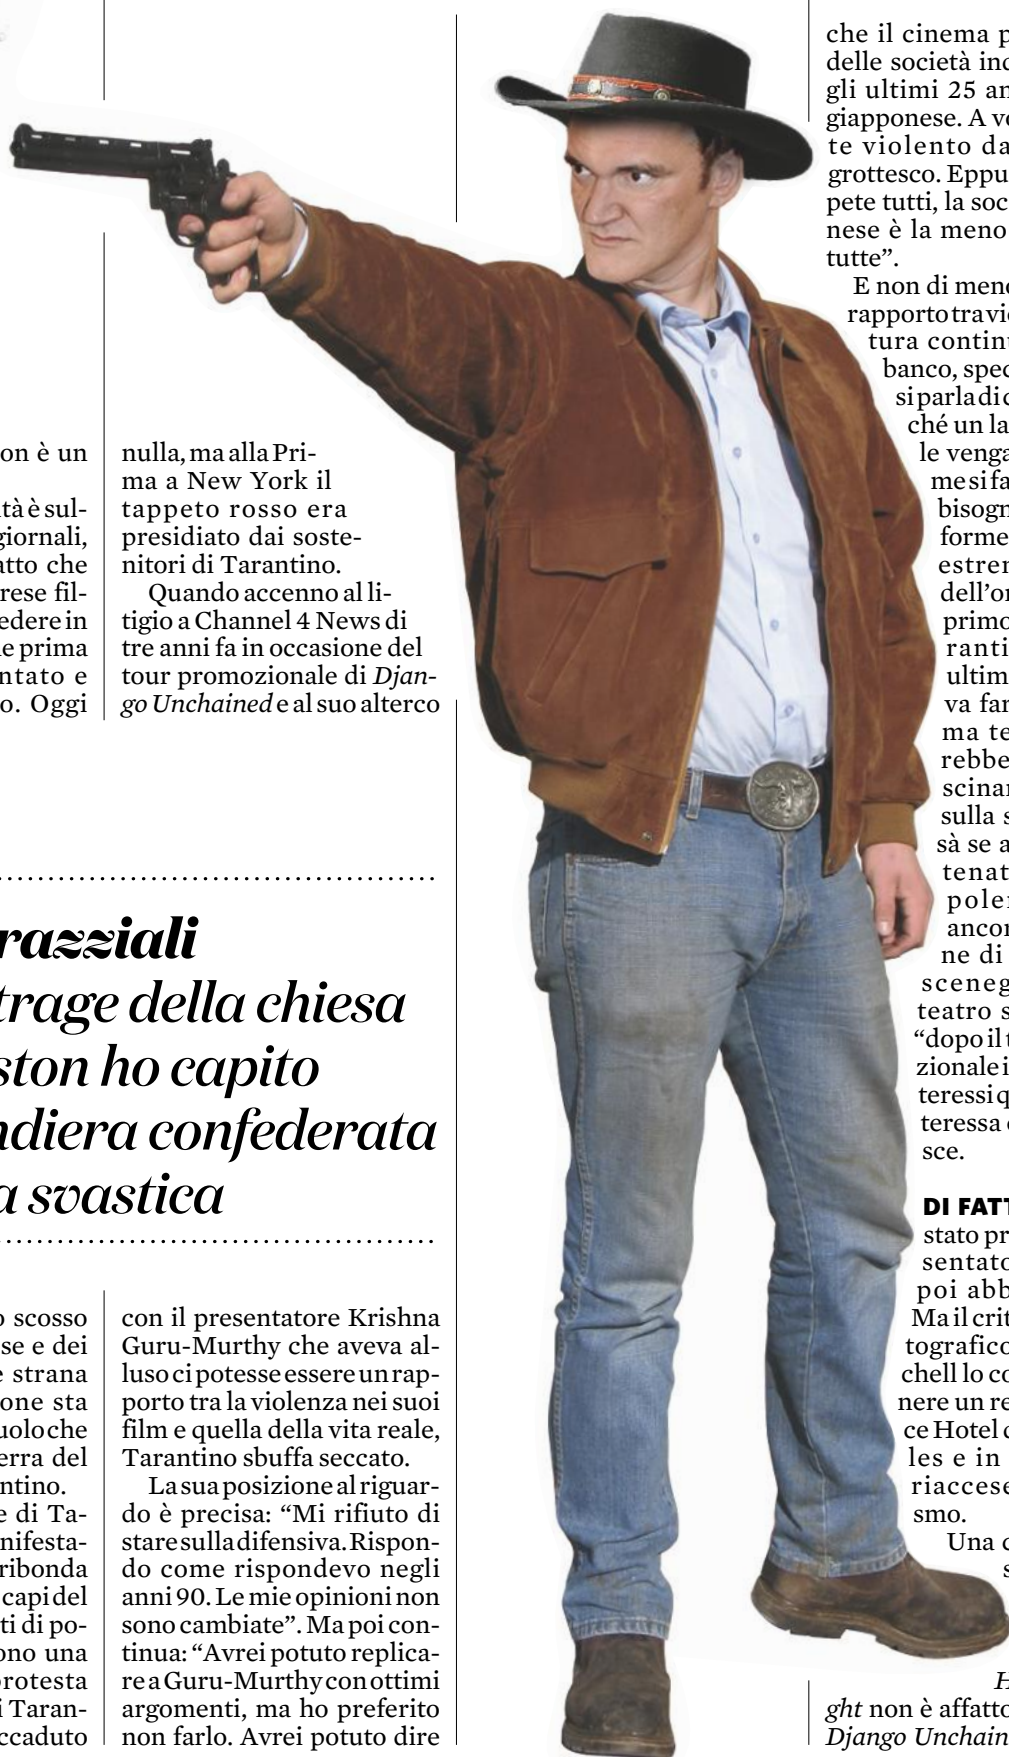 on è un
tà è sul-
giornali,
atto che
rese fil-
edere in
e prima
ntato e
o. Oggi
nulla, ma alla Pri-
ma a New York il
tappeto rosso era
presidiato dai soste-
nitori di Tarantino.
Quando accenno al li-
tigio a Channel 4 News di
tre anni fa in occasione del
tour promozionale di Djan-
go Unchained e al suo alterco
razziali
trage della chiesa
ston ho capito
ndiera confederata
a svastica
o scosso
se e dei
e strana
one sta
uolo che
erra del
ntino.
e di Ta-
nifesta-
ribonda
capi del
ti di po-
ono una
rotesta
i Taran-
ccaduto
con il presentatore Krishna
Guru-Murthy che aveva al-
luso ci potesse essere un rap-
porto tra la violenza nei suoi
film e quella della vita reale,
Tarantino sbuffa seccato.
La sua posizione al riguar-
do è precisa: “Mi rifiuto di
stare sulla difensiva. Rispon-
do come rispondevo negli
anni 90. Le mie opinioni non
sono cambiate”. Ma poi con-
tinua: “Avrei potuto replica-
re a Guru-Murthy con ottimi
argomenti, ma ho preferito
non farlo. Avrei potuto dire
che il cinema p
delle società ind
gli ultimi 25 an
giapponese. A vo
te violento da
grottesco. Eppu
pete tutti, la soc
nese è la meno
tutte”.
E non di meno
rapporto tra vio
tura continu
banco, spec
si parla di c
ché un la
le venga
me si fa
bisogn
forme
estrem
dell'or
primo
ranti
ultim
va far
ma te
rebbe
scinar
sulla s
sà se a
tenat
poler
ancor
ne di
sceneg
teatro s
“dopo il t
zionale i
teressi q
teressa c
sce.
DI FATT
stato pr
sentato
poi abb
Ma il crit
tografico
chell lo co
nere un re
ce Hotel d
les e in
riaccese
smo.
Una c
s
H
ght non è affatto
Django Unchain